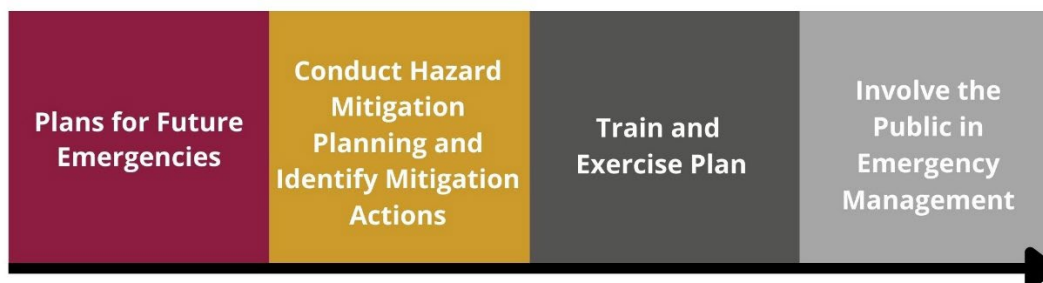 Plans for Future
Emergencies
Conduct Hazard
Mitigation
Planning and
Identify Mitigation
Actions
Train and
Exercise Plan
Involve the
Public in
Emergency
Management